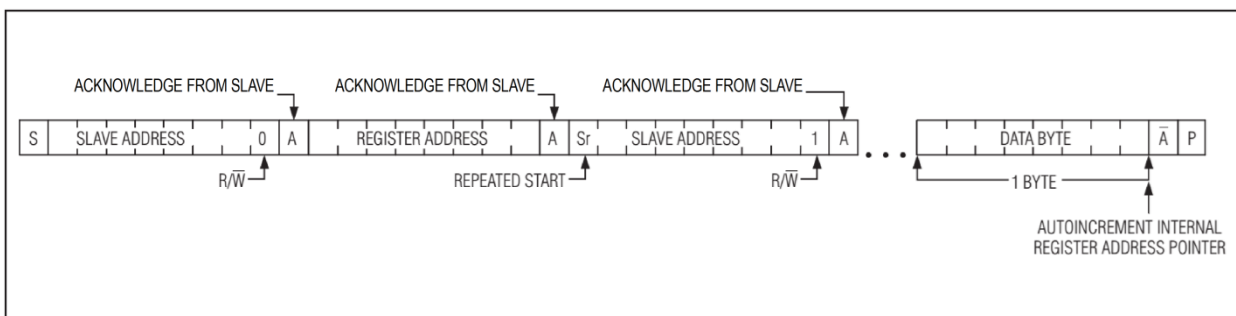 ACKNOWLEDGE FROM SLAVE ACKNOWLEDGE FROM SLAVE ACKNOWLEDGE FROM SLAVE
S SLAVE ADDRESS 0 A REGISTER ADDRESS A Sr SLAVE ADDRESS 1 A ... DATA BYTE A̅ P
R/W̅ REPEATED START R/W̅ 1 BYTE
AUTOINCREMENT INTERNAL
REGISTER ADDRESS POINTER